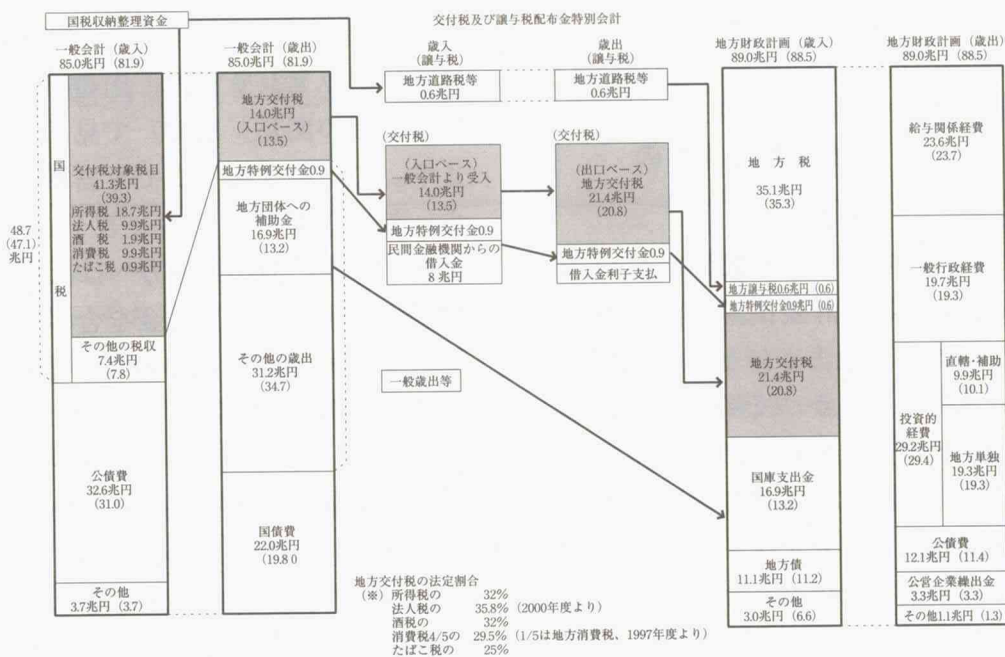 国税収納整理資金
交付税及び譲与税配布金特別会計
一般会計（歳入）
85.0兆円（81.9）
国税
48.7
(47.1)
兆円
交付税対象税目
41.3兆円
(39.3)
所得税 18.7兆円
法人税 9.9兆円
酒 税 1.9兆円
消費税 9.9兆円
たばこ税 0.9兆円
その他の税収
7.4兆円
(7.8)
公債費
32.6兆円
(31.0)
その他
3.7兆円（3.7）
一般会計（歳出）
85.0兆円（81.9）
地方交付税
14.0兆円
(入口ベース)
(13.5)
地方特例交付金0.9
地方団体への
補助金
16.9兆円
(13.2)
その他の歳出
31.2兆円
(34.7)
国債費
22.0兆円
(19.8 0
一般歳出等
歳入
(譲与税)
地方道路税等
0.6兆円
(交付税)
(入口ベース)
一般会計より受入
14.0兆円
(13.5)
地方特例交付金0.9
民間金融機関からの
借入金
8 兆円
歳出
(譲与税)
地方道路税等
0.6兆円
(交付税)
(出口ベース)
地方交付税
21.4兆円
(20.8)
地方特例交付金0.9
借入金利子支払
地方財政計画（歳入）
89.0兆円（88.5）
地 方 税
35.1兆円
(35.3)
地方譲与税0.6兆円（0.6）
地方特例交付金0.9兆円（0.6）
地方交付税
21.4兆円
(20.8)
国庫支出金
16.9兆円
(13.2)
地方債
11.1兆円（11.2）
その他
3.0兆円（6.6）
地方財政計画（歳出）
89.0兆円（88.5）
給与関係経費
23.6兆円
(23.7)
一般行政経費
19.7兆円
(19.3)
投資的
経費
29.2兆円
(29.4)
直轄・補助
9.9兆円
(10.1)
地方単独
19.3兆円
(19.3)
公債費
12.1兆円（11.4）
公営企業繰出金
3.3兆円（3.3）
その他1.1兆円（1.3）
地方交付税の法定割合
(※) 所得税の 32%
法人税の 35.8%（2000年度より）
酒税の 32%
消費税4/5の 29.5%（1/5は地方消費税、1997年度より）
たばこ税の 25%